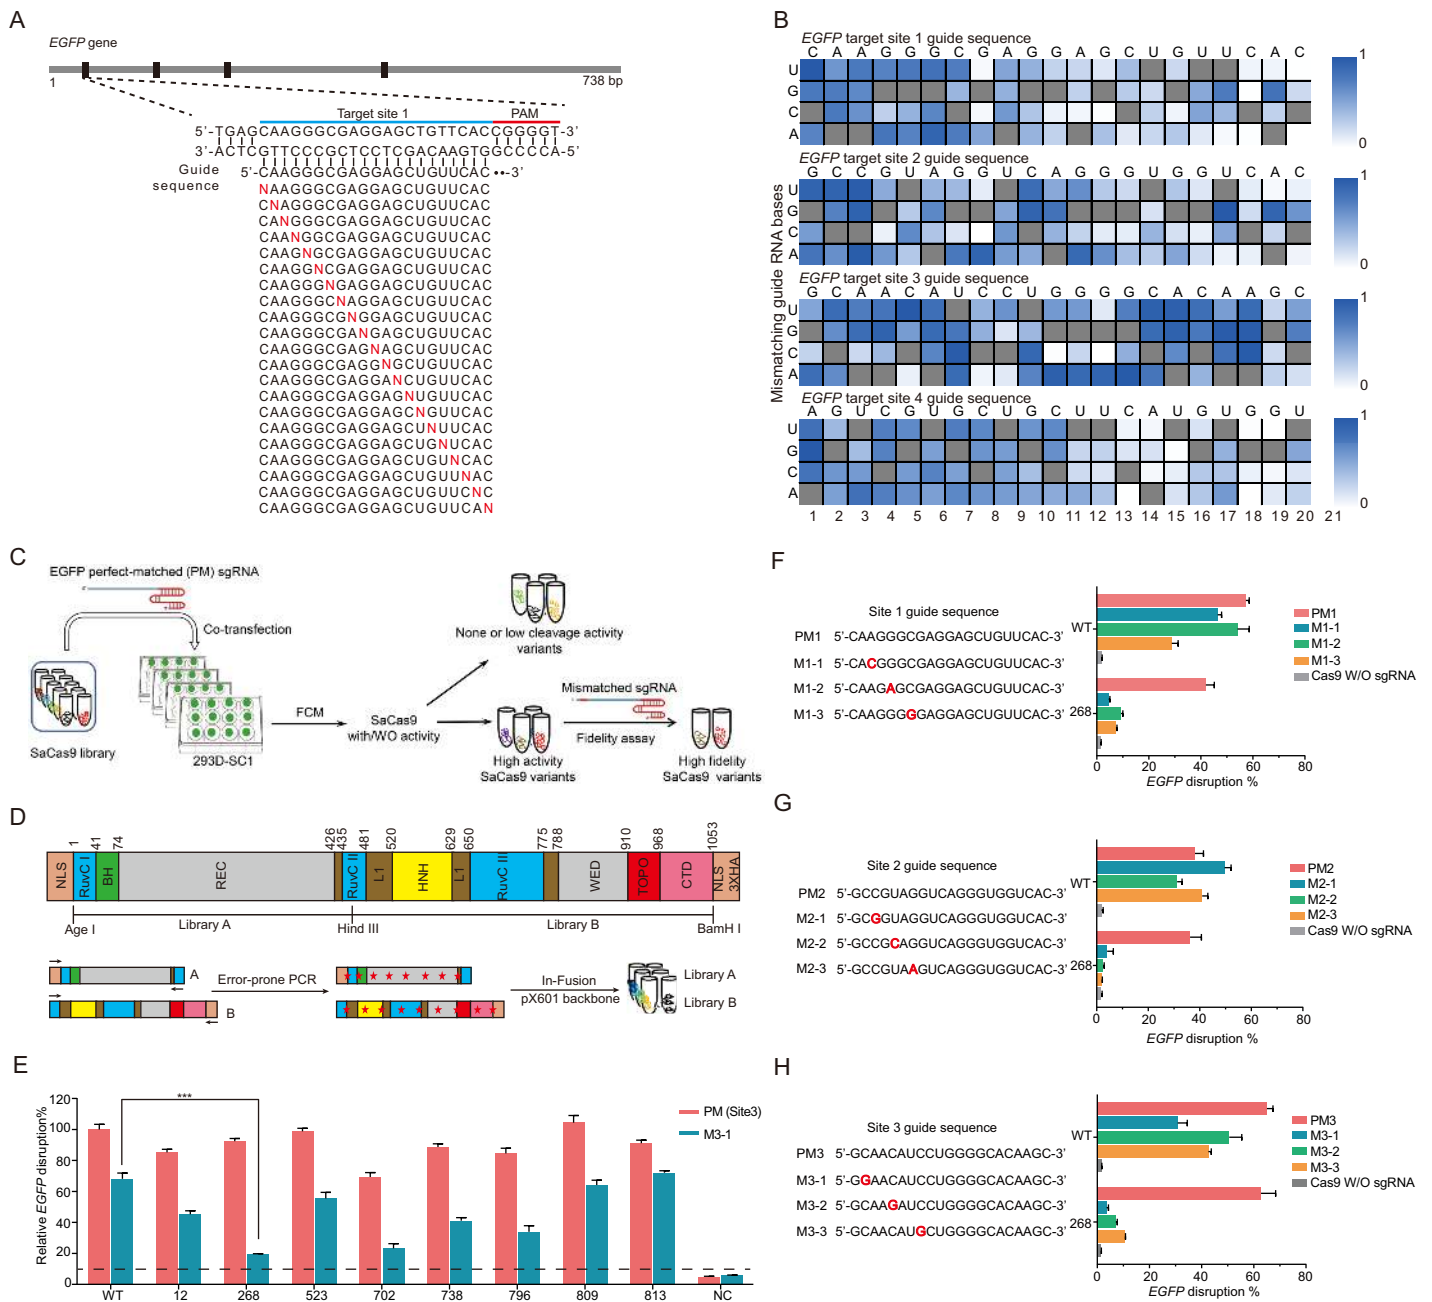 A
EGFP gene
1
738 bp
Target site 1
PAM
5'-TGAGCAAGGGCGAGGAGCTGTTCACCGGGGT-3'
3'-ACTCGTTCCCGCTCCTCGACAAGTGGCCCCA-5'
Guide sequence
5'-CAAGGGCGAGGAGCUGUUCAC••-3'
NAAGGGCGAGGAGCUGUUCAC
CNAGGGCGAGGAGCUGUUCAC
CANGGGCGAGGAGCUGUUCAC
CAANGGCGAGGAGCUGUUCAC
CAAGNGCGAGGAGCUGUUCAC
CAAGGNCGAGGAGCUGUUCAC
CAAGGGNGAGGAGCUGUUCAC
CAAGGGCNAGGAGCUGUUCAC
CAAGGGCGNGGAGCUGUUCAC
CAAGGGCGANGAGCUGUUCAC
CAAGGGCGAGNAGCUGUUCAC
CAAGGGCGAGGNGCUGUUCAC
CAAGGGCGAGGANCUGUUCAC
CAAGGGCGAGGAGNUGUUCAC
CAAGGGCGAGGAGCNGUUCAC
CAAGGGCGAGGAGCUNUUCAC
CAAGGGCGAGGAGCUGNUCAC
CAAGGGCGAGGAGCUGUNCAC
CAAGGGCGAGGAGCUGUUNAC
CAAGGGCGAGGAGCUGUUCNC
CAAGGGCGAGGAGCUGUUCAN
B
Mismatching guide RNA bases
EGFP target site 1 guide sequence
C A A G G G C G A G G A G C U G U U C A C
U
G
C
A
1
0
EGFP target site 2 guide sequence
G C C G U A G G U C A G G G U G G U C A C
U
G
C
A
1
0
EGFP target site 3 guide sequence
G C A A C A U C C U G G G G C A C A A G C
U
G
C
A
1
0
EGFP target site 4 guide sequence
A G U C G U G C U G C U U C A U G U G G U
U
G
C
A
1
0
1 2 3 4 5 6 7 8 9 10 11 12 13 14 15 16 17 18 19 20 21
C
EGFP perfect-matched (PM) sgRNA
Co-transfection
SaCas9 library
293D-SC1
FCM
SaCas9
with/WO activity
None or low cleavage activity
variants
High activity
SaCas9 variants
Mismatched sgRNA
Fidelity assay
High fidelity
SaCas9 variants
D
1 41 74 426 435 481 520 629 650 775 788 910 968 1053
NLS RuvC I BH REC RuvC II L1 HNH L1 RuvC III WED TOPO CTD NLS 3XHA
Age I
Library A
Hind III
Library B
BamH I
A
B
Error-prone PCR
In-Fusion
pX601 backbone
Library A
Library B
E
Relative EGFP disruption%
120
100
80
60
40
20
0
***
PM (Site3)
M3-1
WT 12 268 523 702 738 796 809 813 NC
F
Site 1 guide sequence
PM1 5'-CAAGGGCGAGGAGCUGUUCAC-3'
M1-1 5'-CACGGGCGAGGAGCUGUUCAC-3'
M1-2 5'-CAAGAGCGAGGAGCUGUUCAC-3'
M1-3 5'-CAAGGGGGAGGAGCUGUUCAC-3'
WT
268
0 20 40 60 80
EGFP disruption %
PM1
M1-1
M1-2
M1-3
Cas9 W/O sgRNA
G
Site 2 guide sequence
PM2 5'-GCCGUAGGUCAGGGUGGUCAC-3'
M2-1 5'-GCGGUAGGUCAGGGUGGUCAC-3'
M2-2 5'-GCCGCAGGUCAGGGUGGUCAC-3'
M2-3 5'-GCCGUAAGUCAGGGUGGUCAC-3'
WT
268
0 20 40 60 80
EGFP disruption %
PM2
M2-1
M2-2
M2-3
Cas9 W/O sgRNA
H
Site 3 guide sequence
PM3 5'-GCAACAUCCUGGGGCACAAGC-3'
M3-1 5'-GGAACAUCCUGGGGCACAAGC-3'
M3-2 5'-GCAAGAUCCUGGGGCACAAGC-3'
M3-3 5'-GCAACAUGCUGGGGCACAAGC-3'
WT
268
0 20 40 60 80
EGFP disruption %
PM3
M3-1
M3-2
M3-3
Cas9 W/O sgRNA